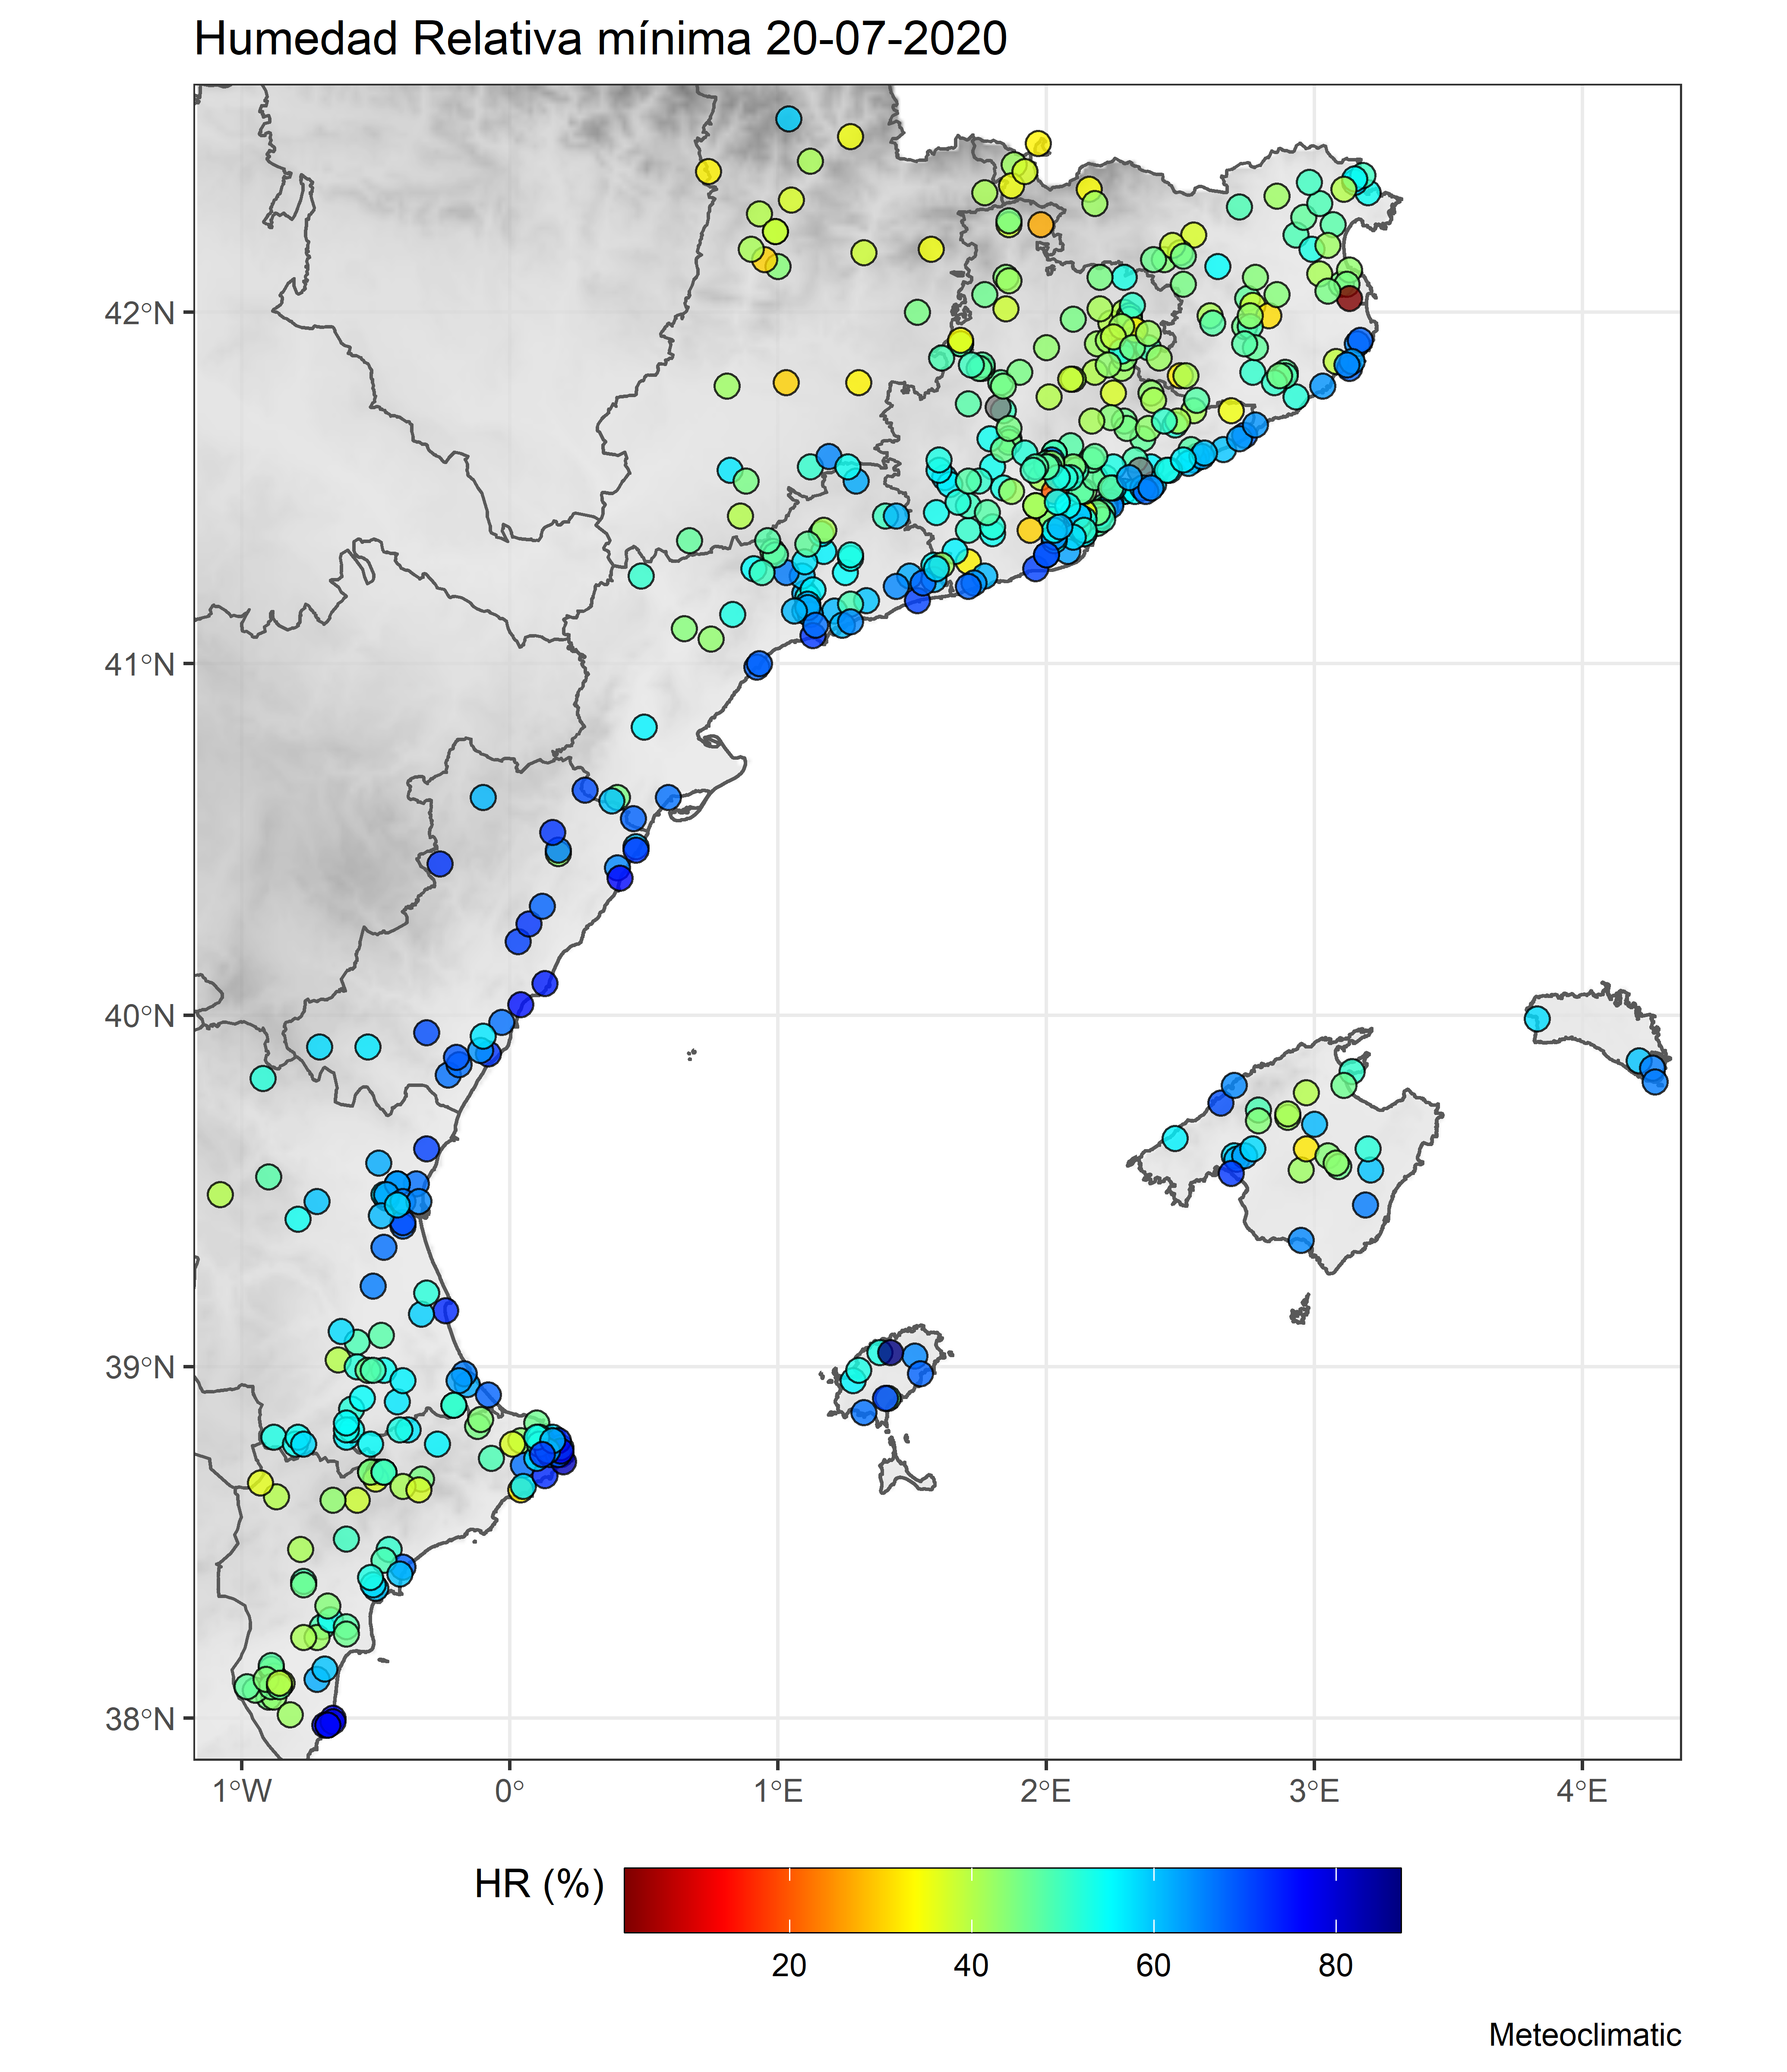 Humedad Relativa mínima 20-07-2020
42°N
41°N
40°N
39°N
38°N
1°W 0° 1°E 2°E 3°E 4°E
HR (%)
20 40 60 80
Meteoclimatic